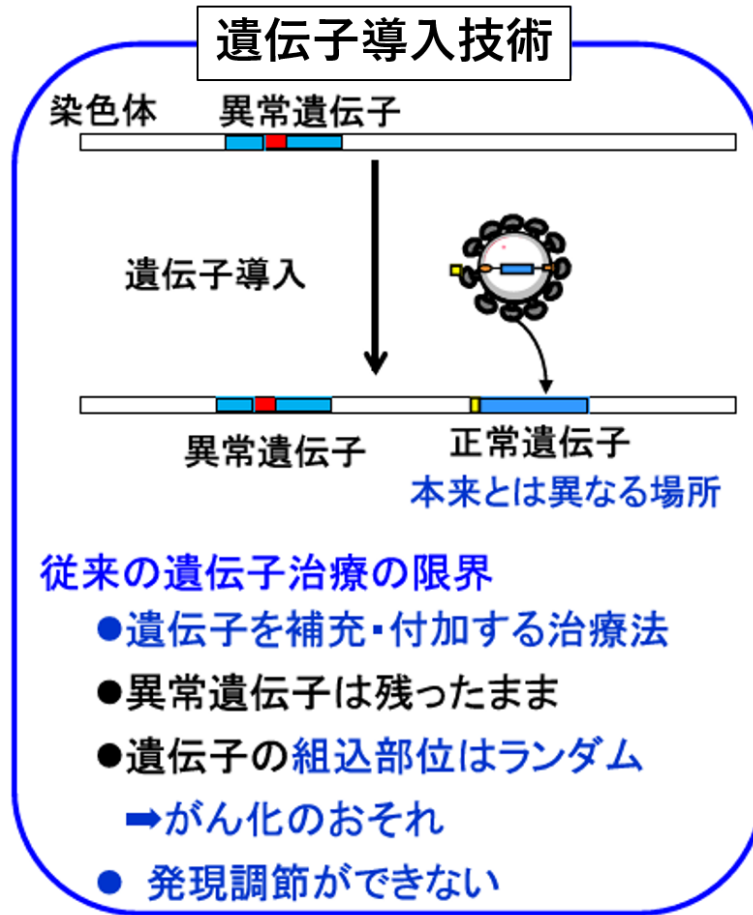 遺伝子導入技術
染色体 異常遺伝子
遺伝子導入
異常遺伝子 正常遺伝子
本来とは異なる場所
従来の遺伝子治療の限界
●遺伝子を補充・付加する治療法
●異常遺伝子は残ったまま
●遺伝子の組込部位はランダム
➡がん化のおそれ
● 発現調節ができない